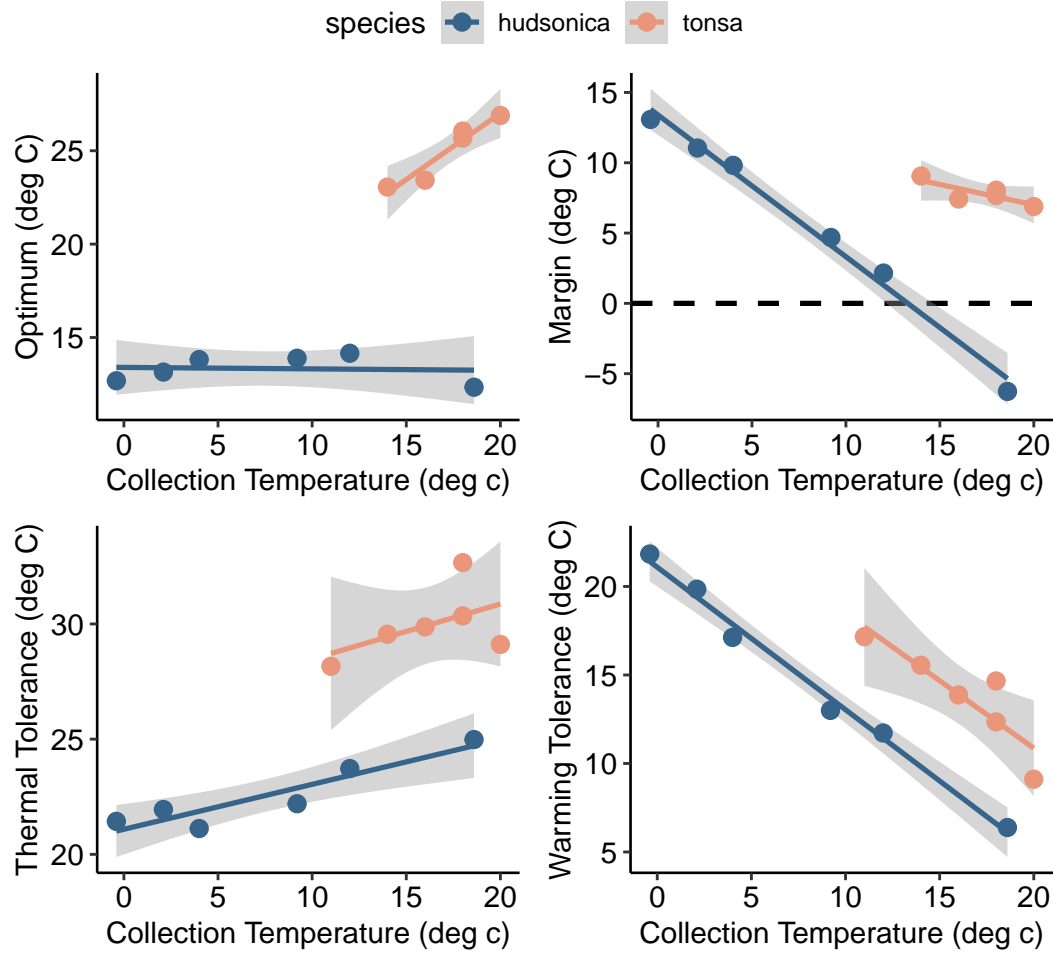 species hudsonica tonsa
Optimum (deg C)
25
20
15
0 5 10 15 20
Collection Temperature (deg c)
Margin (deg C)
15
10
5
0
−5
0 5 10 15 20
Collection Temperature (deg c)
Thermal Tolerance (deg C)
30
25
20
0 5 10 15 20
Collection Temperature (deg c)
Warming Tolerance (deg C)
20
15
10
5
0 5 10 15 20
Collection Temperature (deg c)